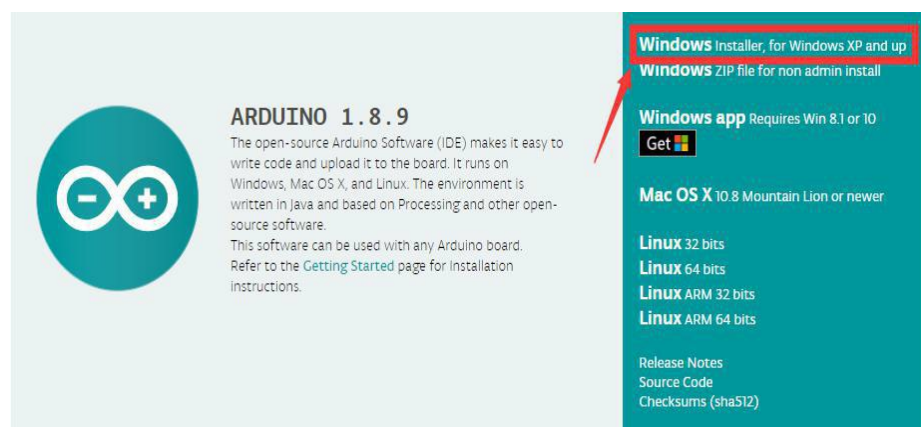 ARDUINO 1.8.9
The open-source Arduino Software (IDE) makes it easy to
write code and upload it to the board. It runs on
Windows, Mac OS X, and Linux. The environment is
written in Java and based on Processing and other open-
source software.
This software can be used with any Arduino board.
Refer to the Getting Started page for Installation
instructions.
Windows Installer, for Windows XP and up
Windows ZIP file for non admin install
Windows app Requires Win 8.1 or 10
Get
Mac OS X 10.8 Mountain Lion or newer
Linux 32 bits
Linux 64 bits
Linux ARM 32 bits
Linux ARM 64 bits
Release Notes
Source Code
Checksums (sha512)